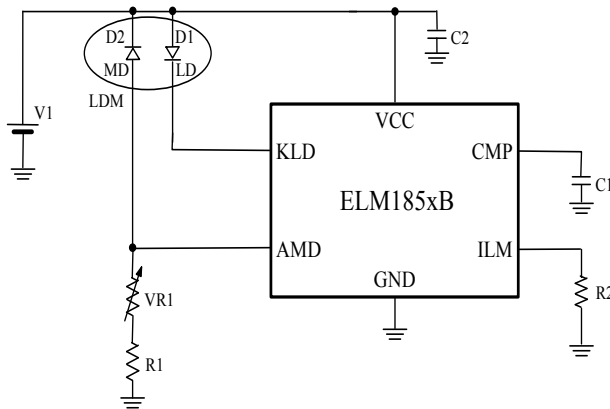 D2
D1
C2
MD
LD
LDM
V1
VCC
KLD
CMP
C1
ELM185xB
AMD
ILM
GND
VR1
R2
R1